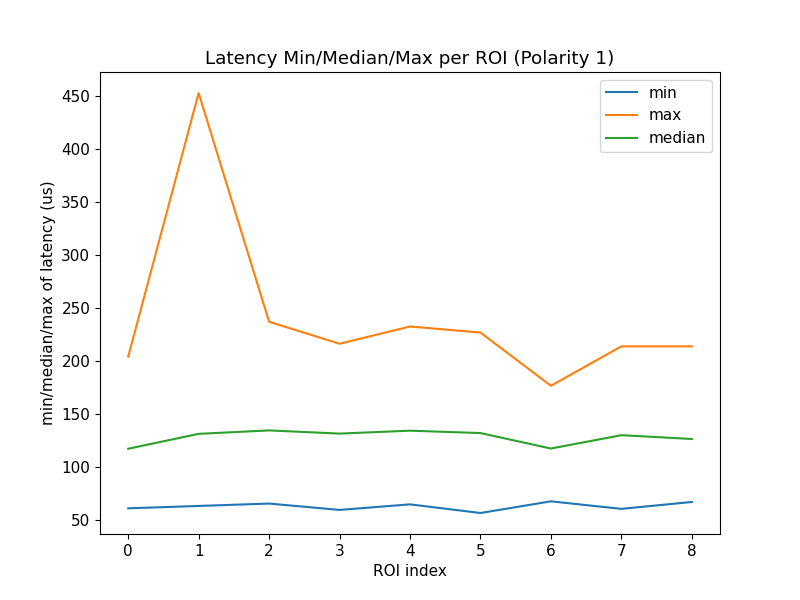 Latency Min/Median/Max per ROI (Polarity 1)
min
max
median
min/median/max of latency (us)
450
400
350
300
250
200
150
100
50
0 1 2 3 4 5 6 7 8
ROI index